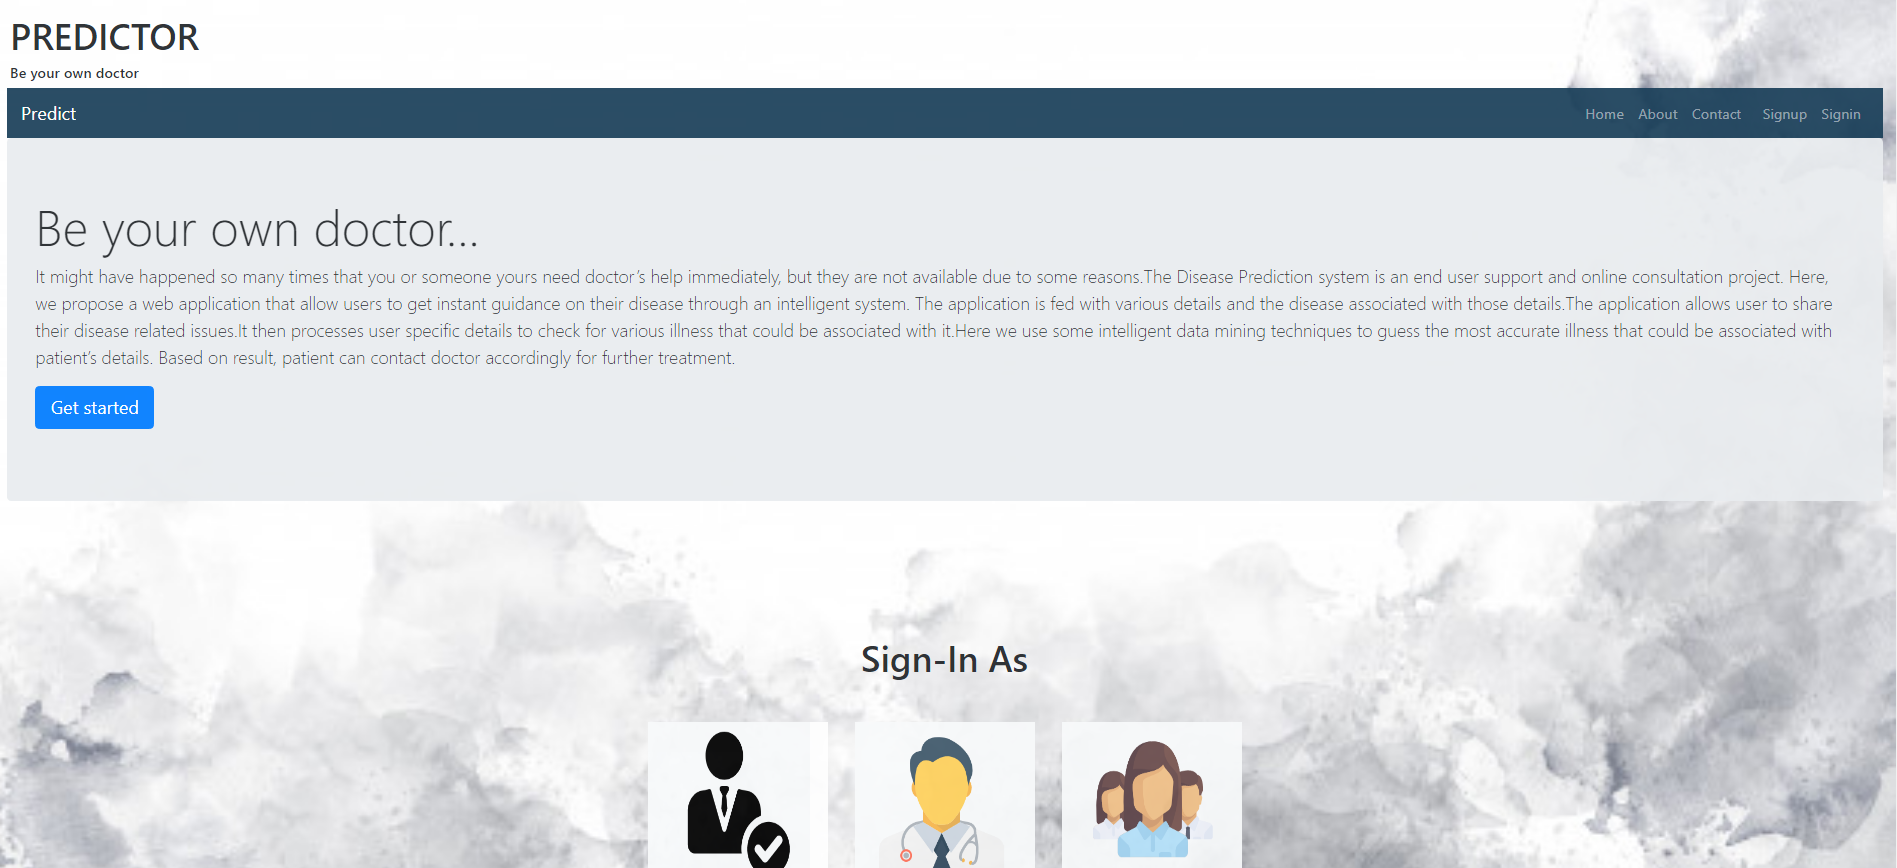 PREDICTOR
Be your own doctor
Predict
Home About Contact Signup Signin
Be your own doctor...
It might have happened so many times that you or someone yours need doctor’s help immediately, but they are not available due to some reasons.The Disease Prediction system is an end user support and online consultation project. Here,
we propose a web application that allow users to get instant guidance on their disease through an intelligent system. The application is fed with various details and the disease associated with those details.The application allows user to share
their disease related issues.It then processes user specific details to check for various illness that could be associated with it.Here we use some intelligent data mining techniques to guess the most accurate illness that could be associated with
patient’s details. Based on result, patient can contact doctor accordingly for further treatment.
Get started
Sign-In As